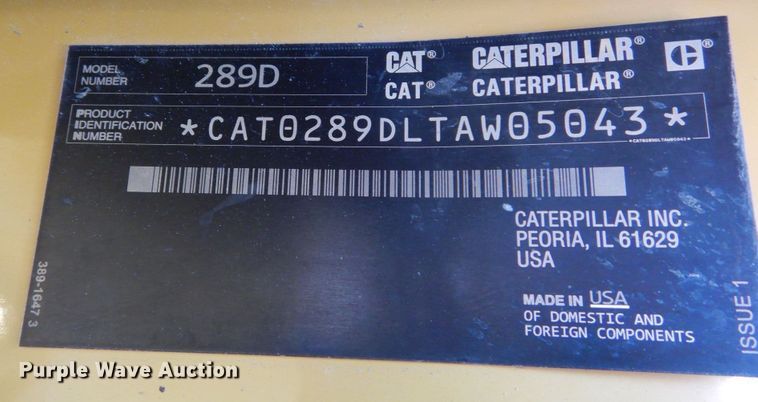 MODEL
NUMBER
289D
CAT® CATERPILLAR® C®
CAT® CATERPILLAR®
PRODUCT
IDENTIFICATION
NUMBER
*CAT0289DLTAW05043*
*CAT0289DLTAW05043*
CATERPILLAR INC.
PEORIA, IL 61629
USA
MADE IN USA
OF DOMESTIC AND
FOREIGN COMPONENTS
389-1647 3
ISSUE 1
Purple Wave Auction